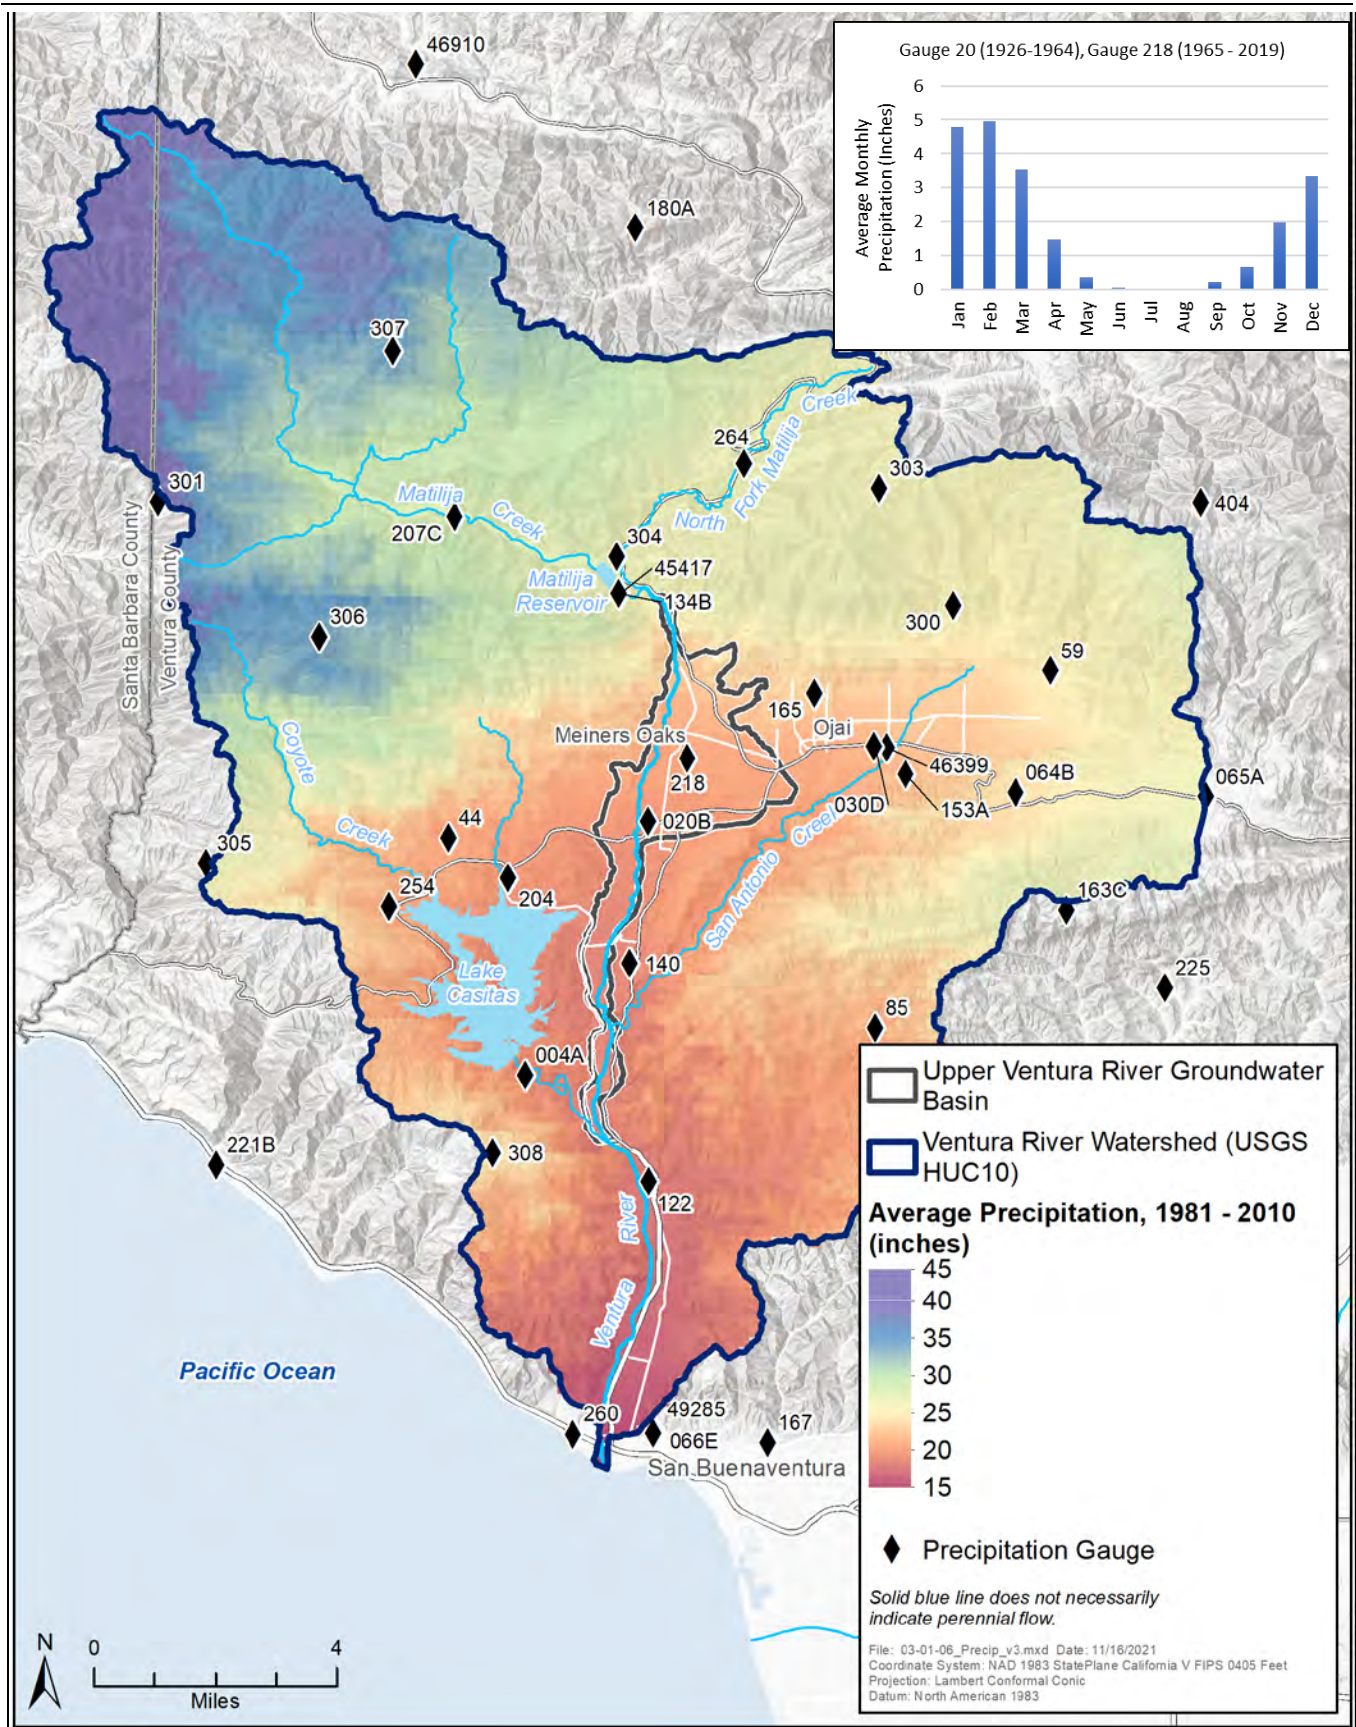 46910
Gauge 20 (1926-1964), Gauge 218 (1965 - 2019)
Average Monthly
Precipitation (Inches)
6
5
4
3
2
1
0
Jan
Feb
Mar
Apr
May
Jun
Jul
Aug
Sep
Oct
Nov
Dec
180A
307
264
North Fork Matilija Creek
303
301
404
Matilija Creek
207C
304
45417
Matilija
Reservoir
134B
Santa Barbara County
Ventura County
306
300
59
165
Ojai
Meiners Oaks
218
46399
Coyote Creek
064B
065A
030D
153A
020B
44
305
254
204
163C
San Antonio Creek
140
225
Lake
Casitas
85
004A
221B
308
122
Ventura River
Pacific Ocean
260
49285
066E
167
San Buenaventura
Upper Ventura River Groundwater
Basin
Ventura River Watershed (USGS
HUC10)
Average Precipitation, 1981 - 2010
(inches)
45
40
35
30
25
20
15
Precipitation Gauge
Solid blue line does not necessarily
indicate perennial flow.
File: 03-01-06_Precip_v3.mxd Date: 11/16/2021
Coordinate System: NAD 1983 StatePlane California V FIPS 0405 Feet
Projection: Lambert Conformal Conic
Datum: North American 1983
N
0 4
Miles